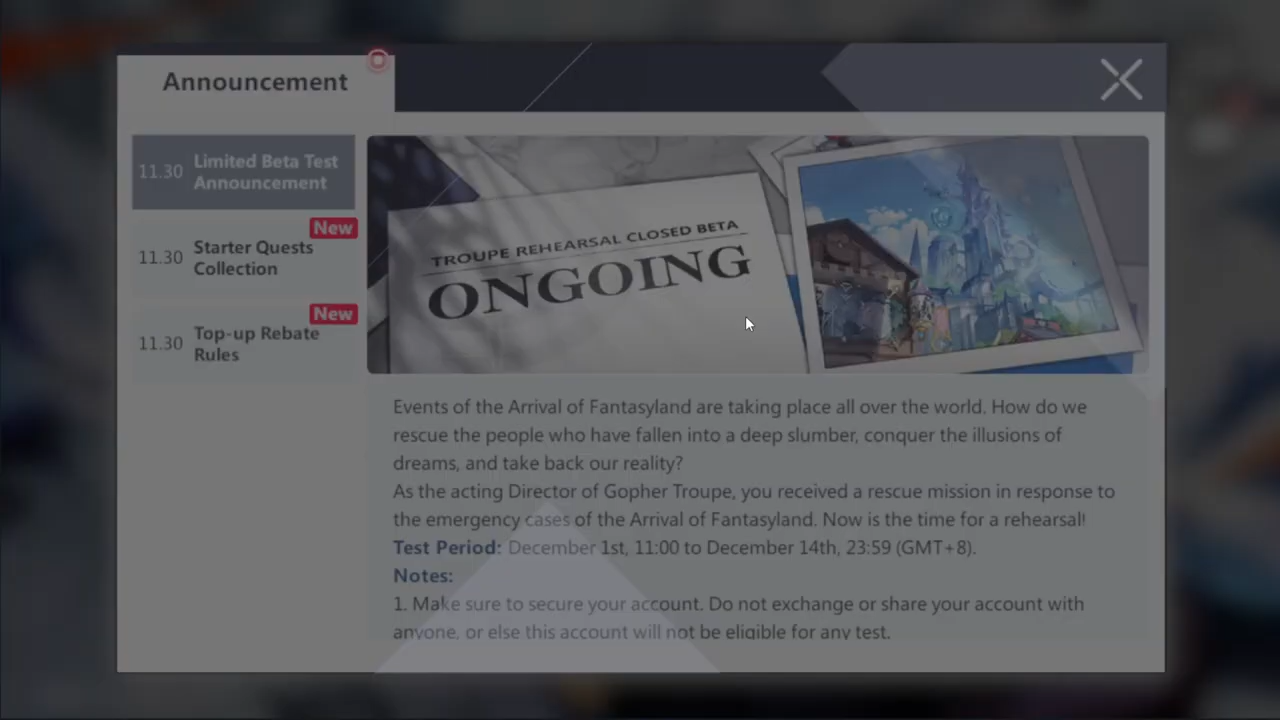 Announcement
11.30 Limited Beta Test
Announcement
New
11.30 Starter Quests
Collection
New
11.30 Top-up Rebate
Rules
TROUPE REHEARSAL CLOSED BETA
ONGOING
Events of the Arrival of Fantasyland are taking place all over the world. How do we
rescue the people who have fallen into a deep slumber, conquer the illusions of
dreams, and take back our reality?
As the acting Director of Gopher Troupe, you received a rescue mission in response to
the emergency cases of the Arrival of Fantasyland. Now is the time for a rehearsal!
Test Period: December 1st, 11:00 to December 14th, 23:59 (GMT+8).
Notes:
1. Make sure to secure your account. Do not exchange or share your account with
anyone, or else this account will not be eligible for any test.